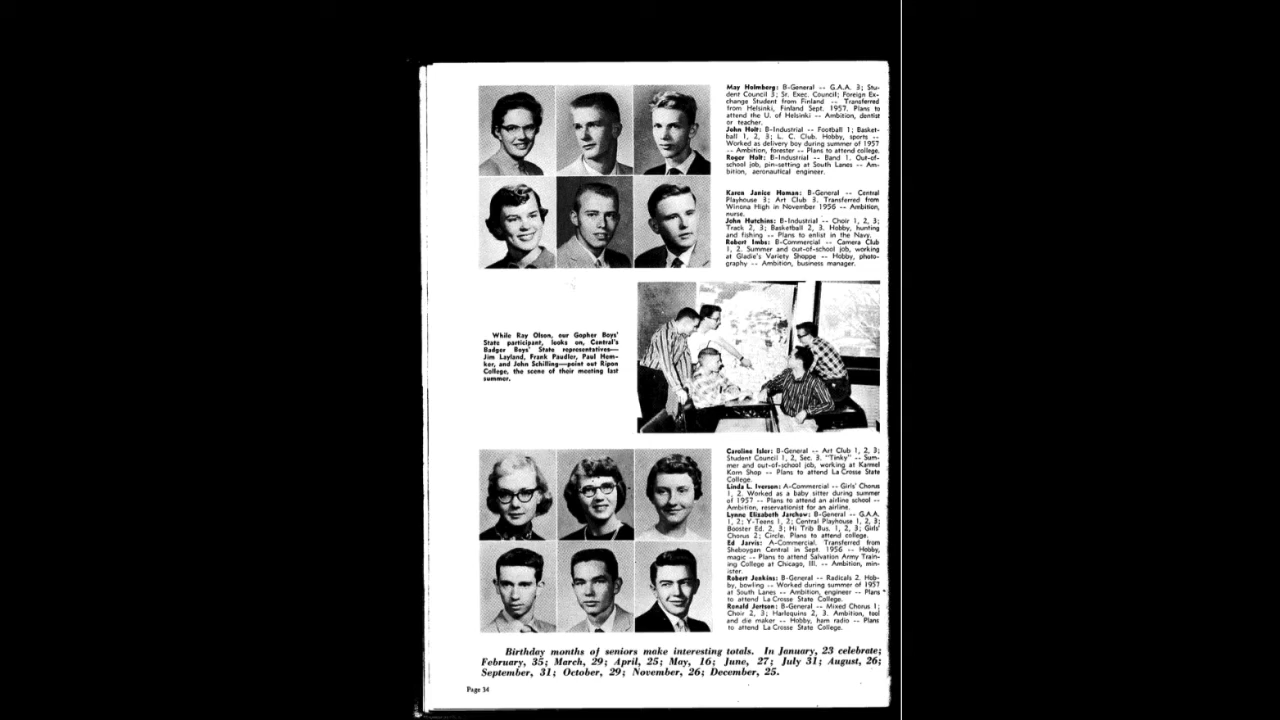 May Holmberg: B-General -- G.A.A. 3; Stu-
dent Council 3; Sr. Exec. Council; Foreign Ex-
change Student from Finland -- Transferred
from Helsinki, Finland Sept. 1957. Plans to
attend the U. of Helsinki -- Ambition, dentist
or teacher.
John Holt: B-Industrial -- Football 1; Basket-
ball 1, 2, 3; L. C. Club. Hobby, sports --
Worked as delivery boy during summer of 1957
-- Ambition, forester -- Plans to attend college.
Roger Holt: B-Industrial -- Band 1. Out-of-
school job, pin-setting at South Lanes -- Am-
bition, aeronautical engineer.
Karen Janice Homan: B-General -- Central
Playhouse 3; Art Club 3. Transferred from
Winona High in November 1956 -- Ambition,
nurse.
John Hutchins: B-Industrial -- Choir 1, 2, 3;
Track 2, 3; Basketball 2, 3. Hobby, hunting
and fishing -- Plans to enlist in the Navy.
Robert Imbs: B-Commercial -- Camera Club
1, 2. Summer and out-of-school job, working
at Gladie's Variety Shoppe -- Hobby, photo-
graphy -- Ambition, business manager.
While Ray Olson, our Gopher Boys'
State participant, looks on, Central's
Badger Boys' State representatives—
Jim Layland, Frank Paudler, Paul Hem-
ker, and John Schilling—point out Ripon
College, the scene of their meeting last
summer.
Caroline Isler: B-General -- Art Club 1, 2, 3;
Student Council 1, 2, Sec. 3. "Tinky" -- Sum-
mer and out-of-school job, working at Karmel
Korn Shop -- Plans to attend La Crosse State
College.
Linda L. Iverson: A-Commercial -- Girls' Chorus
1, 2. Worked as a baby sitter during summer
of 1957 -- Plans to attend an airline school --
Ambition, reservationist for an airline.
Lynne Elizabeth Jarchow: B-General -- G.A.A.
1, 2; Y-Teens 1, 2; Central Playhouse 1, 2, 3;
Booster Ed. 2, 3; Hi Trib Bus. 1, 2, 3; Girls'
Chorus 2; Circle. Plans to attend college.
Ed Jarvis: A-Commercial. Transferred from
Sheboygan Central in Sept. 1956 -- Hobby,
magic -- Plans to attend Salvation Army Train-
ing College at Chicago, Ill. -- Ambition, min-
ister.
Robert Jenkins: B-General -- Radicals 2. Hob-
by, bowling -- Worked during summer of 1957
at South Lanes -- Ambition, engineer -- Plans
to attend La Crosse State College.
Ronald Jertson: B-General -- Mixed Chorus 1;
Choir 2, 3; Harlequins 2, 3. Ambition, tool
and die maker -- Hobby, ham radio -- Plans
to attend La Crosse State College.
Birthday months of seniors make interesting totals. In January, 23 celebrate;
February, 35; March, 29; April, 25; May, 16; June, 27; July 31; August, 26;
September, 31; October, 29; November, 26; December, 25.
Page 34